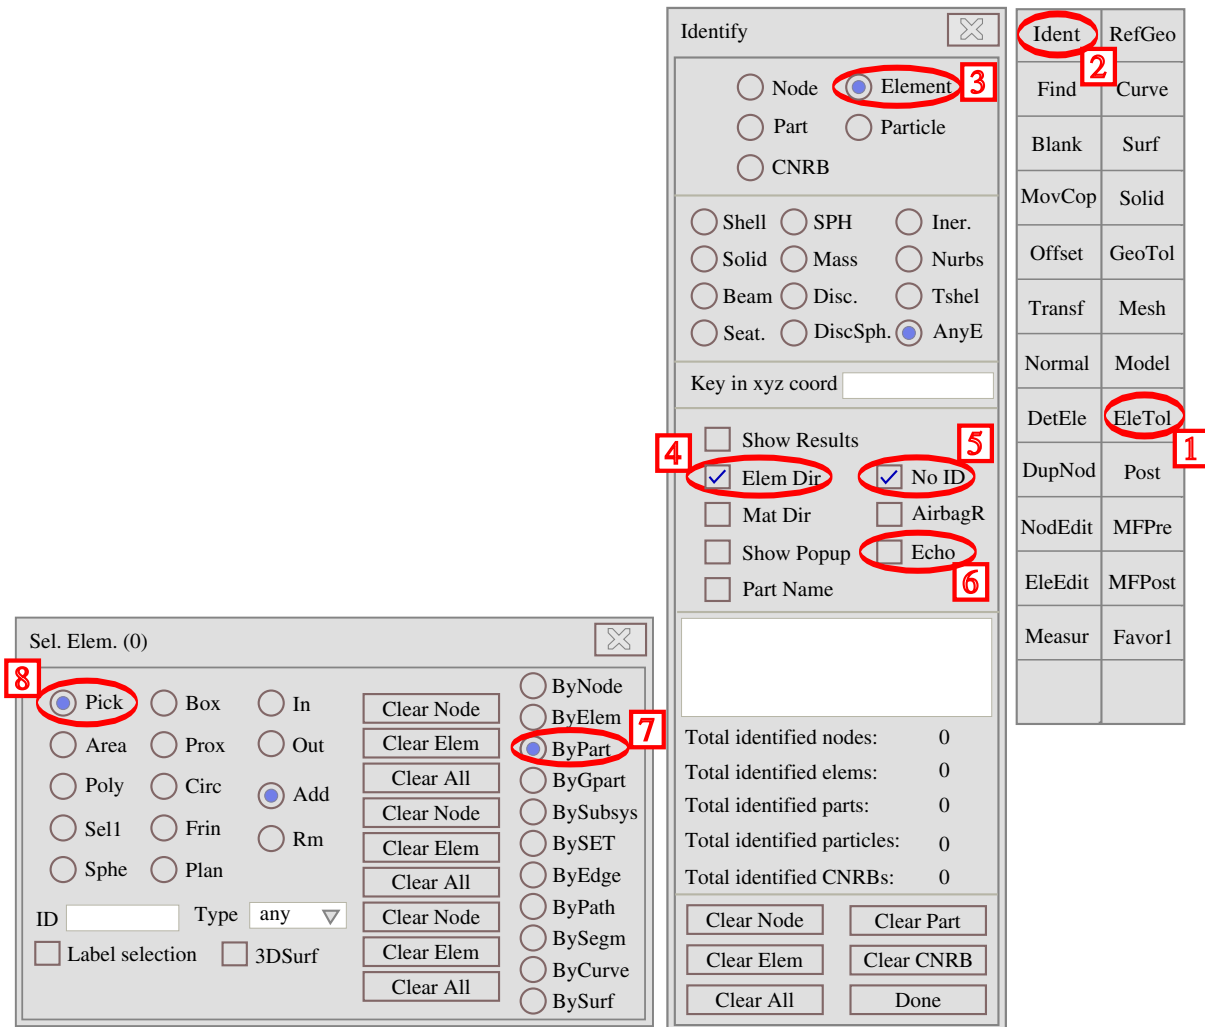 Identify
Node Element 3
Part Particle
CNRB
Shell SPH Iner.
Solid Mass Nurbs
Beam Disc. Tshel
Seat. DiscSph. AnyE
Key in xyz coord
Show Results
4 Elem Dir 5 No ID
Mat Dir AirbagR
Show Popup Echo 6
Part Name
Total identified nodes: 0
Total identified elems: 0
Total identified parts: 0
Total identified particles: 0
Total identified CNRBs: 0
Clear Node Clear Part
Clear Elem Clear CNRB
Clear All Done
Ident RefGeo
2
Find Curve
Blank Surf
MovCop Solid
Offset GeoTol
Transf Mesh
Normal Model
DetEle EleTol
1
DupNod Post
NodEdit MFPre
EleEdit MFPost
Measur Favor1
Sel. Elem. (0)
8
Pick Box In
Area Prox Out
Poly Circ Add
Sel1 Frin Rm
Sphe Plan
ID Type any
Label selection 3DSurf
Clear Node
Clear Elem
Clear All
Clear Node
Clear Elem
Clear All
Clear Node
Clear Elem
Clear All
ByNode
ByElem
7
ByPart
ByGpart
BySubsys
BySET
ByEdge
ByPath
BySegm
ByCurve
BySurf